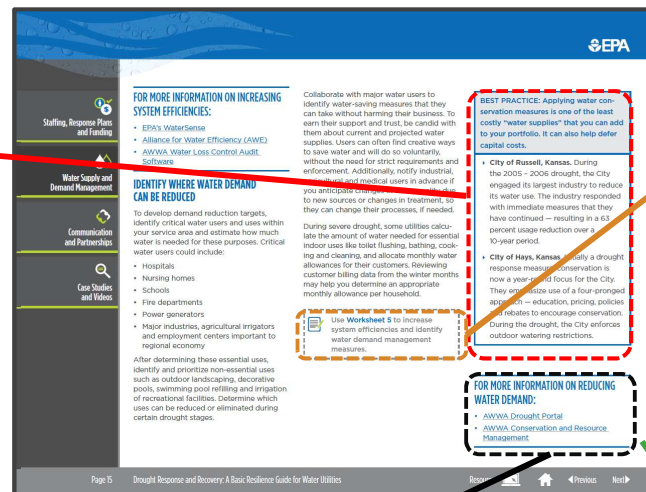 EPA
Staffing, Response Plans
and Funding
Water Supply and
Demand Management
Communication
and Partnerships
Case Studies
and Videos
FOR MORE INFORMATION ON INCREASING
SYSTEM EFFICIENCIES:
• EPA's WaterSense
• Alliance for Water Efficiency (AWE)
• AWWA Water Loss Control Audit
Software
IDENTIFY WHERE WATER DEMAND
CAN BE REDUCED
To develop demand reduction targets,
identify critical water users and uses within
your service area and estimate how much
water is needed for these purposes. Critical
water users could include:
• Hospitals
• Nursing homes
• Schools
• Fire departments
• Power generators
• Major industries, agricultural irrigators
and employment centers important to
regional economy
After determining these essential uses,
identify and prioritize non-essential uses
such as outdoor landscaping, decorative
pools, swimming pool refilling and irrigation
of recreational facilities. Determine which
uses can be reduced or eliminated during
certain drought stages.
Collaborate with major water users to
identify water-saving measures that they
can take without harming their business. To
earn their support and trust, be candid with
them about current and projected water
supplies. Users can often find creative ways
to save water and will do so voluntarily,
without the need for strict requirements and
enforcement. Additionally, notify industrial,
agricultural and medical users in advance if
you anticipate changes due
to new sources or changes in treatment, so
they can change their processes, if needed.
During severe drought, some utilities calcu-
late the amount of water needed for essential
indoor uses like toilet flushing, bathing, cook-
ing and cleaning, and allocate monthly water
allowances for their customers. Reviewing
customer billing data from the winter months
may help you determine an appropriate
monthly allowance per household.
Use Worksheet 5 to increase
system efficiencies and identify
water demand management
measures.
BEST PRACTICE: Applying water con-
servation measures is one of the least
costly "water supplies" that you can add
to your portfolio. It can also help defer
capital costs.
City of Russell, Kansas. During
the 2005 - 2006 drought, the City
engaged its largest industry to reduce
its water use. The industry responded
with immediate measures that they
have continued — resulting in a 63
percent usage reduction over a
10-year period.
City of Hays, Kansas. a drought
response measure, conservation is
now a year-round focus for the City.
They emphasize use of a four-pronged
approach — education, pricing, policies
and rebates to encourage conservation.
During the drought, the City enforces
outdoor watering restrictions.
FOR MORE INFORMATION ON REDUCING
WATER DEMAND:
• AWWA Drought Portal
• AWWA Conservation and Resource
Management
Page 15 Drought Response and Recovery: A Basic Resilience Guide for Water Utilities Previous Next